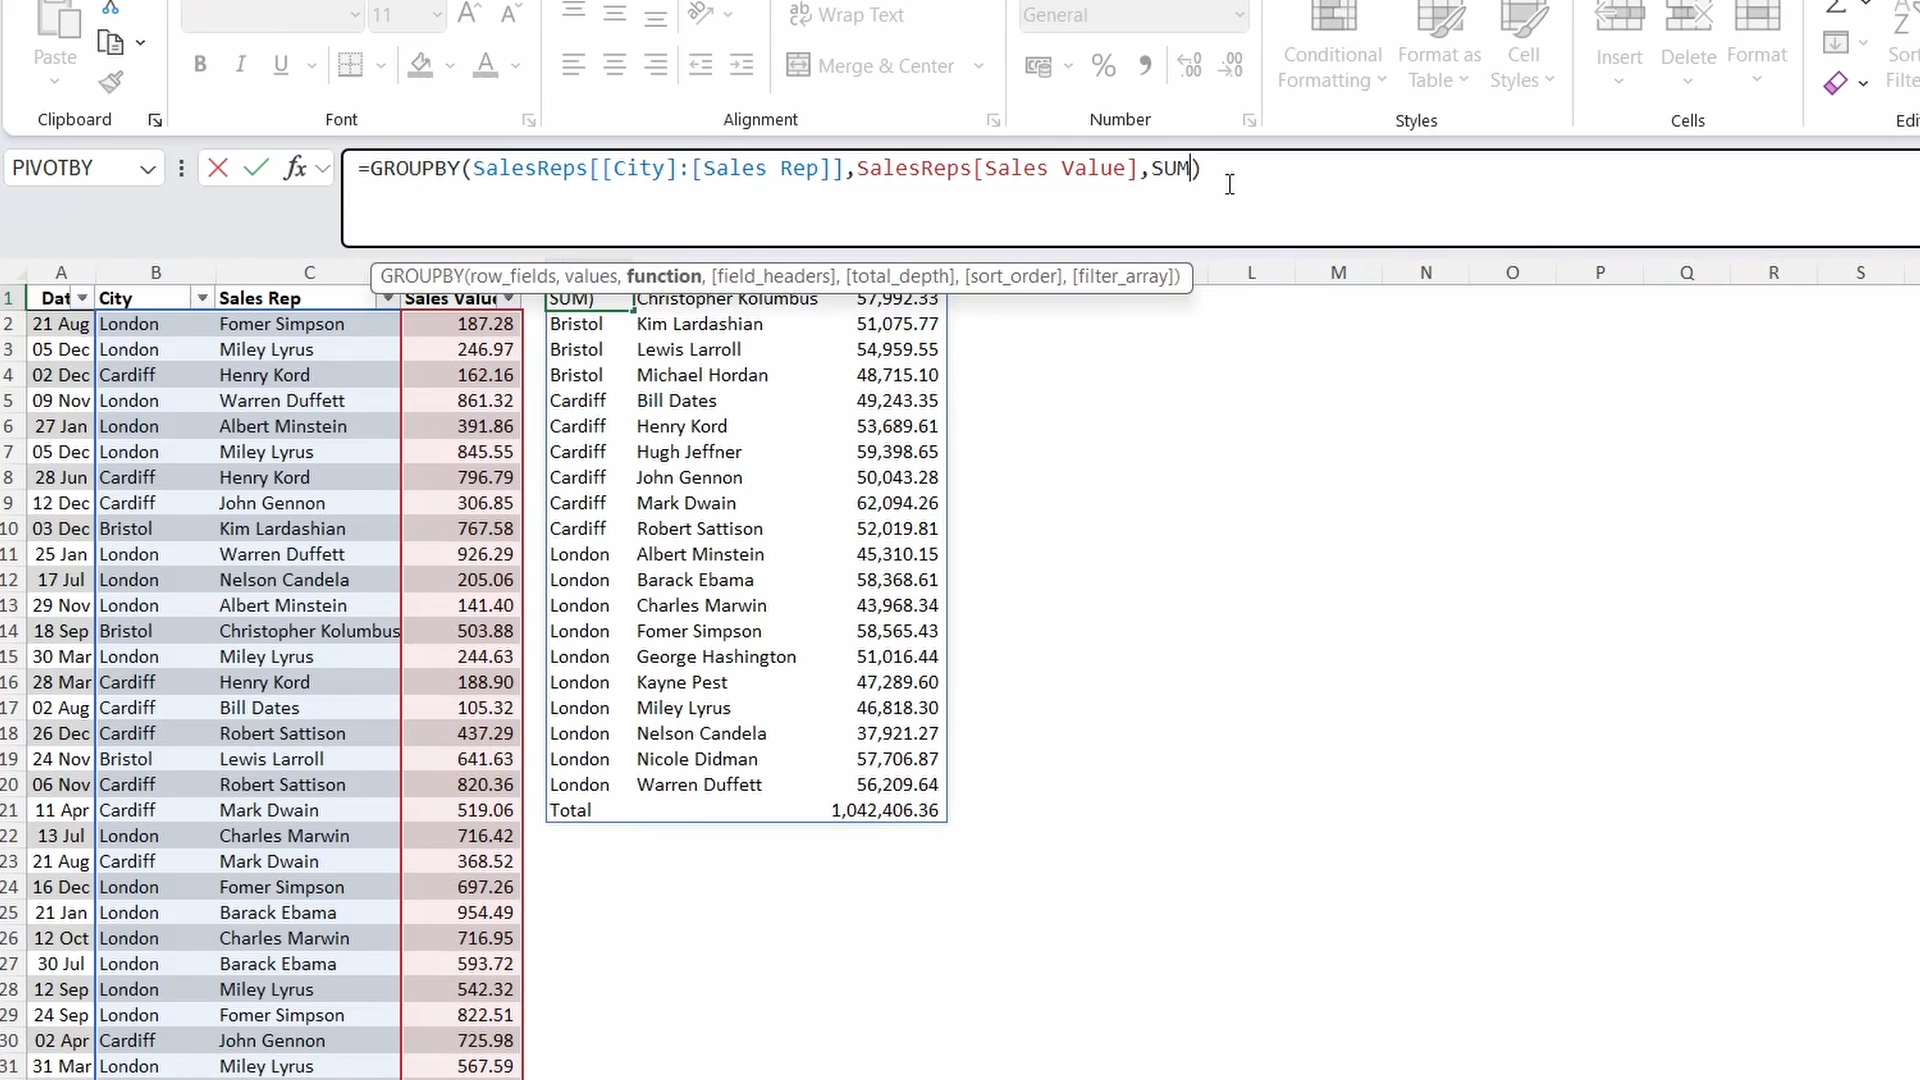 11
A A
ab Wrap Text
General
Paste
B I U A
Merge & Center
% 9 .00
Conditional Formatting
Format as Table
Cell Styles
Insert Delete Format
Sort
Filte
Clipboard Font Alignment Number Styles Cells Edi
PIVOTBY fx =GROUPBY(SalesReps[[City]:[Sales Rep]],SalesReps[Sales Value],SUM)
GROUPBY(row_fields, values, function, [field_headers], [total_depth], [sort_order], [filter_array])
A B C L M N O P Q R S
1 Dat City Sales Rep Sales Valu SUM) Christopher Kolumbus 57,992.33
2 21 Aug London Fomer Simpson 187.28 Bristol Kim Lardashian 51,075.77
3 05 Dec London Miley Lyrus 246.97 Bristol Lewis Larroll 54,959.55
4 02 Dec Cardiff Henry Kord 162.16 Bristol Michael Hordan 48,715.10
5 09 Nov London Warren Duffett 861.32 Cardiff Bill Dates 49,243.35
6 27 Jan London Albert Minstein 391.86 Cardiff Henry Kord 53,689.61
7 05 Dec London Miley Lyrus 845.55 Cardiff Hugh Jeffner 59,398.65
8 28 Jun Cardiff Henry Kord 796.79 Cardiff John Gennon 50,043.28
9 12 Dec Cardiff John Gennon 306.85 Cardiff Mark Dwain 62,094.26
10 03 Dec Bristol Kim Lardashian 767.58 Cardiff Robert Sattison 52,019.81
11 25 Jan London Warren Duffett 926.29 London Albert Minstein 45,310.15
12 17 Jul London Nelson Candela 205.06 London Barack Ebama 58,368.61
13 29 Nov London Albert Minstein 141.40 London Charles Marwin 43,968.34
14 18 Sep Bristol Christopher Kolumbus 503.88 London Fomer Simpson 58,565.43
15 30 Mar London Miley Lyrus 244.63 London George Hashington 51,016.44
16 28 Mar Cardiff Henry Kord 188.90 London Kayne Pest 47,289.60
17 02 Aug Cardiff Bill Dates 105.32 London Miley Lyrus 46,818.30
18 26 Dec Cardiff Robert Sattison 437.29 London Nelson Candela 37,921.27
19 24 Nov Bristol Lewis Larroll 641.63 London Nicole Didman 57,706.87
20 06 Nov Cardiff Robert Sattison 820.36 London Warren Duffett 56,209.64
21 11 Apr Cardiff Mark Dwain 519.06 Total 1,042,406.36
22 13 Jul London Charles Marwin 716.42
23 21 Aug Cardiff Mark Dwain 368.52
24 16 Dec London Fomer Simpson 697.26
25 21 Jan London Barack Ebama 954.49
26 12 Oct London Charles Marwin 716.95
27 30 Jul London Barack Ebama 593.72
28 12 Sep London Miley Lyrus 542.32
29 24 Sep London Fomer Simpson 822.51
30 02 Apr Cardiff John Gennon 725.98
31 31 Mar London Miley Lyrus 567.59